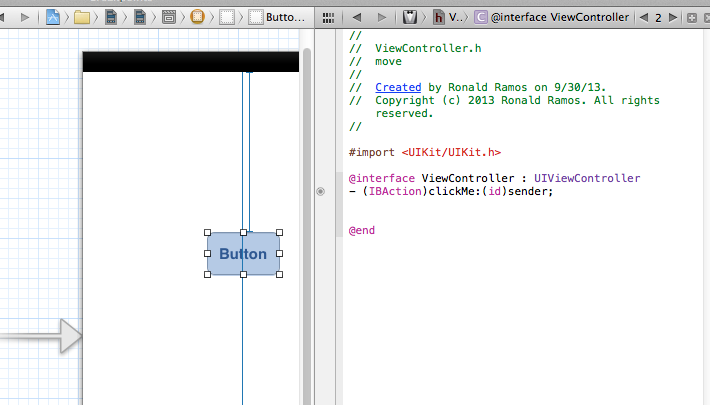 Butto...
h V...
C @interface ViewController
2
//
// ViewController.h
// move
//
// Created by Ronald Ramos on 9/30/13.
// Copyright (c) 2013 Ronald Ramos. All rights
reserved.
//
#import <UIKit/UIKit.h>
@interface ViewController : UIViewController
- (IBAction)clickMe:(id)sender;
@end
Button